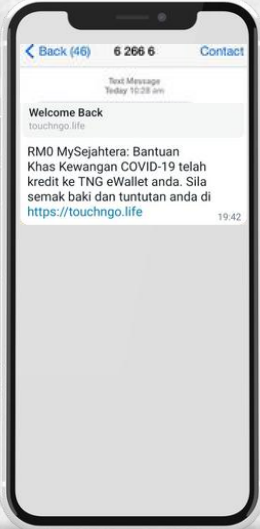 Back (46) 6 266 6 Contact
Text Message
Today 10:28 am
Welcome Back
touchngo.life
RM0 MySejahtera: Bantuan
Khas Kewangan COVID-19 telah
kredit ke TNG eWallet anda. Sila
semak baki dan tuntutan anda di
https://touchngo.life
19:42